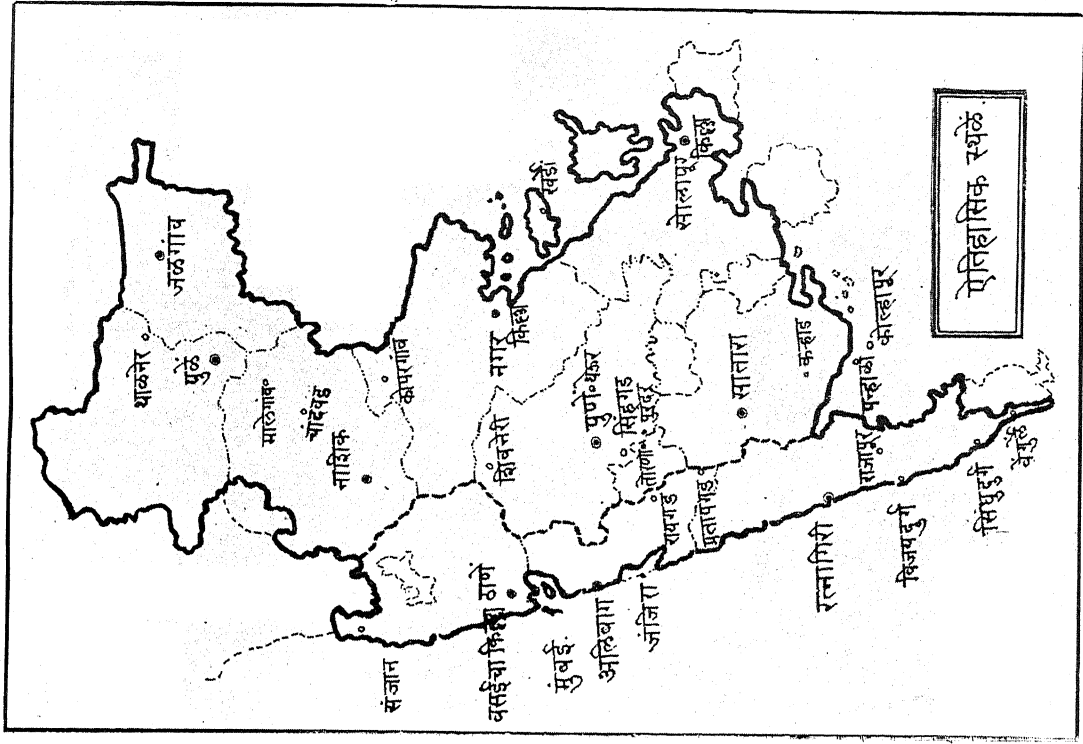 ऐतिहासिक स्थळे.
जळगांव
थाळनेर
धुळे
मालेगाव
चांदवड
नाशिक
कोपरगांव
नगर
किल्ला
खर्डा
सोलापूर
किल्ला
शिवनेरी
पुणे
सिंहगड
तोरणा
पुरंदर
सातारा
कऱ्हाड
कोल्हापूर
पन्हाळा
राजापूर
रायगड
प्रतापगड
संजान
वसईचा किल्ला
ठाणे
मुंबई.
अलिबाग
जंजिरा
रत्नागिरी
विजयदुर्ग
सिंधुदुर्ग
वेंगुर्ले